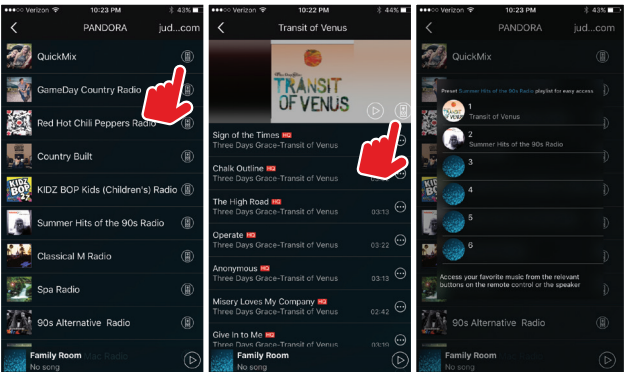 ●●●○○ Verizon 10:23 PM 43%
PANDORA jud...com
QuickMix
GameDay Country Radio
Red Hot Chili Peppers Radio
Country Built
KIDZ BOP
KIDZ BOP Kids (Children's) Radio
Summer Hits of the 90s Radio
Classical M Radio
Spa Radio
90s Alternative Radio
Family Room
No song
●●●○○ Verizon 10:22 PM 44%
Transit of Venus
TRANSIT
OF VENUS
Sign of the Times HQ
Three Days Grace-Transit of Venus
Chalk Outline HQ
Three Days Grace-Transit of Venus
The High Road HQ
Three Days Grace-Transit of Venus 03:13
Operate HQ
Three Days Grace-Transit of Venus 03:22
Anonymous HQ
Three Days Grace-Transit of Venus 03:13
Misery Loves My Company HQ
Three Days Grace-Transit of Venus 02:42
Give In to Me HQ
Three Days Grace-Transit of Venus 03:19
Family Room
No song
●●●○○ Verizon 10:23 PM 43%
PANDORA jud...com
QuickMix
Preset Summer Hits of the 90s Radio playlist for easy access
1
Transit of Venus
2
Summer Hits of the 90s Radio
3
4
5
6
Access your favorite music from the relevant
buttons on the remote control or the speaker
90s Alternative Radio
Family Room Mac Radio
No song